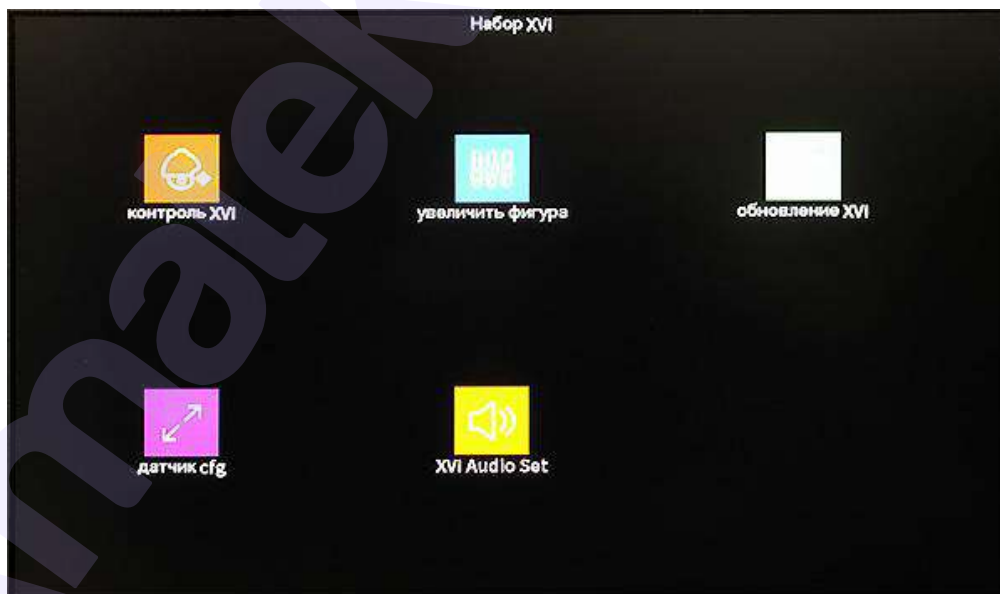 Набор XVI
контроль XVI
увеличить фигура
обновление XVI
датчик cfg
XVI Audio Set